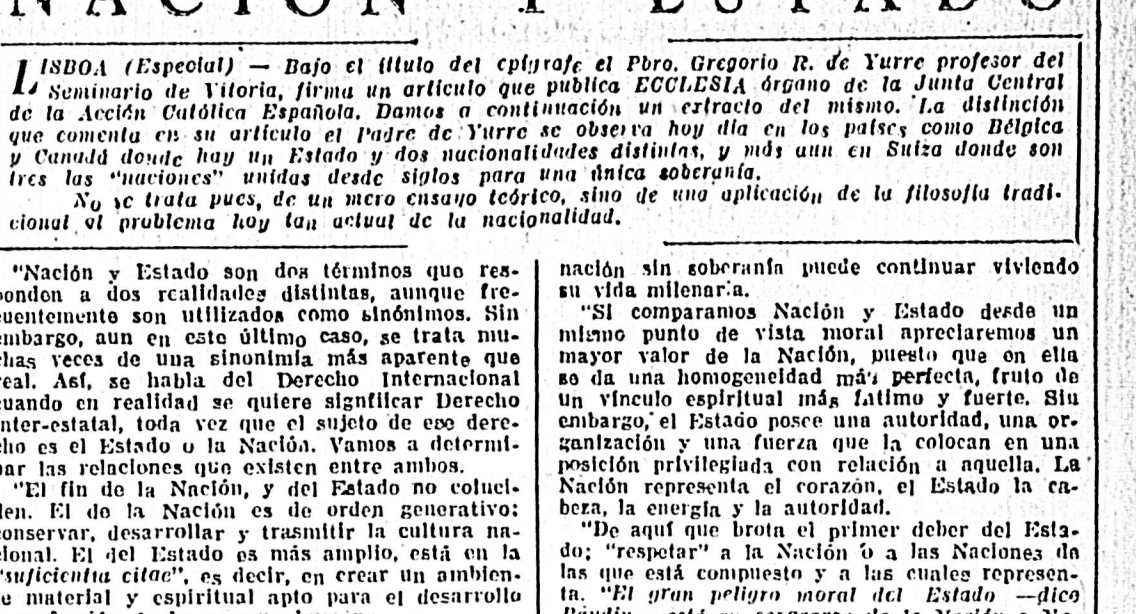 NACION Y ESTADO
LISBOA (Especial) — Bajo el título del epígrafe el Pbro. Gregorio R. de Yurre profesor del
Seminario de Vitoria, firma un artículo que publica ECCLESIA órgano de la Junta Central
de la Acción Católica Española. Damos a continuación un extracto del mismo. La distinción
que comenta en su artículo el Padre de Yurre se observa hoy día en los países como Bélgica
y Canadá donde hay un Estado y dos nacionalidades distintas, y más aun en Suiza donde son
tres las "naciones" unidas desde siglos para una única soberanía.
No se trata pues, de un mero ensayo teórico, sino de una aplicación de la filosofía tradi-
cional al problema hoy tan actual de la nacionalidad.
"Nación y Estado son dos términos que res-
ponden a dos realidades distintas, aunque fre-
cuentemente son utilizados como sinónimos. Sin
embargo, aun en este último caso, se trata mu-
chas veces de una sinonimia más aparente que
real. Así, se habla del Derecho Internacional
cuando en realidad se quiere signficar Derecho
inter-estatal, toda vez que el sujeto de ese dere-
cho es el Estado o la Nación. Vamos a determi-
nar las relaciones que existen entre ambos.
"El fin de la Nación, y del Estado no coinci-
den. El de la Nación es de orden generativo:
conservar, desarrollar y trasmitir la cultura na-
cional. El del Estado es más amplio, está en la
"suficientia citae", es decir, en crear un ambien-
te material y espiritual apto para el desarrollo
nación sin soberanía puede continuar viviendo
su vida milenaria.
"Si comparamos Nación y Estado desde un
mismo punto de vista moral apreciaremos un
mayor valor de la Nación, puesto que en ella
se da una homogeneidad más perfecta, fruto de
un vínculo espiritual más íntimo y fuerte. Sin
embargo, el Estado posee una autoridad, una or-
ganización y una fuerza que la colocan en una
posición privilegiada con relación a aquella. La
Nación representa el corazón, el Estado la ca-
beza, la energía y la autoridad.
"De aquí que brota el primer deber del Esta-
do; "respetar" a la Nación o a las Naciones de
las que está compuesto y a las cuales represen-
ta. "El gran peligro moral del Estado —dice